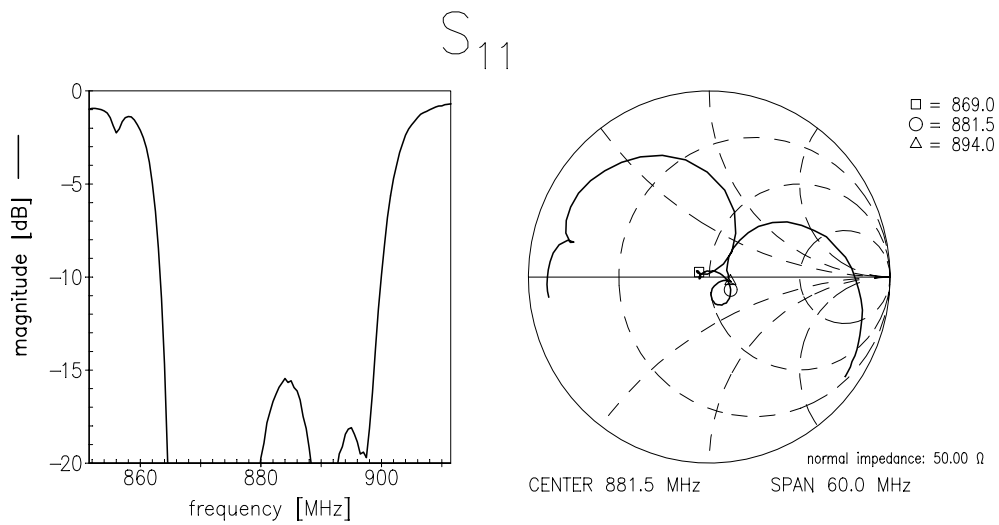 S11
0
−5
−10
−15
−20
magnitude [dB]
860 880 900
frequency [MHz]
□ = 869.0
○ = 881.5
△ = 894.0
normal impedance: 50.00 Ω
CENTER 881.5 MHz SPAN 60.0 MHz